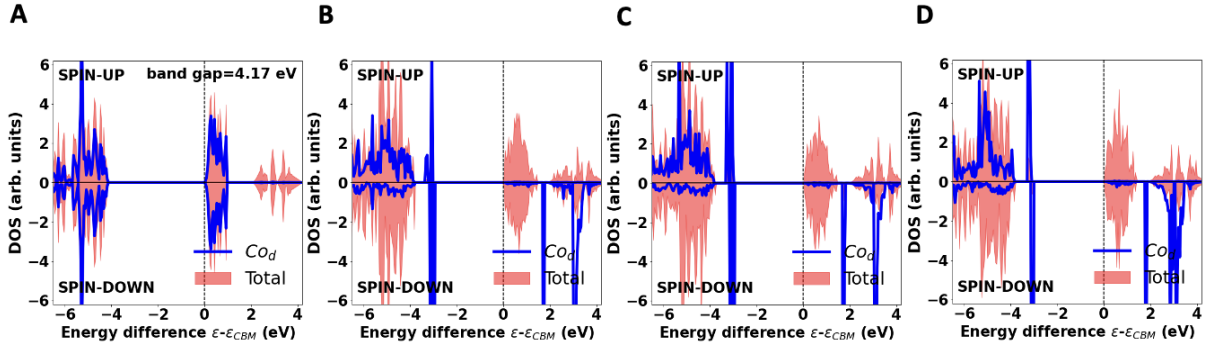 A
B
C
D
SPIN-UP
band gap=4.17 eV
6
4
2
0
−2
−4
−6
DOS (arb. units)
Co_d
Total
SPIN-DOWN
−6 −4 −2 0 2 4
Energy difference ε-ε_CBM (eV)
SPIN-UP
6
4
2
0
−2
−4
−6
DOS (arb. units)
Co_d
Total
SPIN-DOWN
−6 −4 −2 0 2 4
Energy difference ε-ε_CBM (eV)
SPIN-UP
6
4
2
0
−2
−4
−6
DOS (arb. units)
Co_d
Total
SPIN-DOWN
−6 −4 −2 0 2 4
Energy difference ε-ε_CBM (eV)
SPIN-UP
6
4
2
0
−2
−4
−6
DOS (arb. units)
Co_d
Total
SPIN-DOWN
−6 −4 −2 0 2 4
Energy difference ε-ε_CBM (eV)